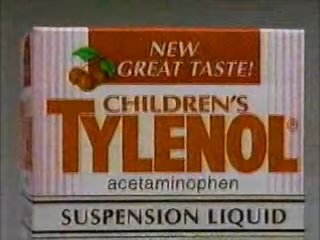 NEW
GREAT TASTE!
CHILDREN'S
TYLENOL®
acetaminophen
SUSPENSION LIQUID